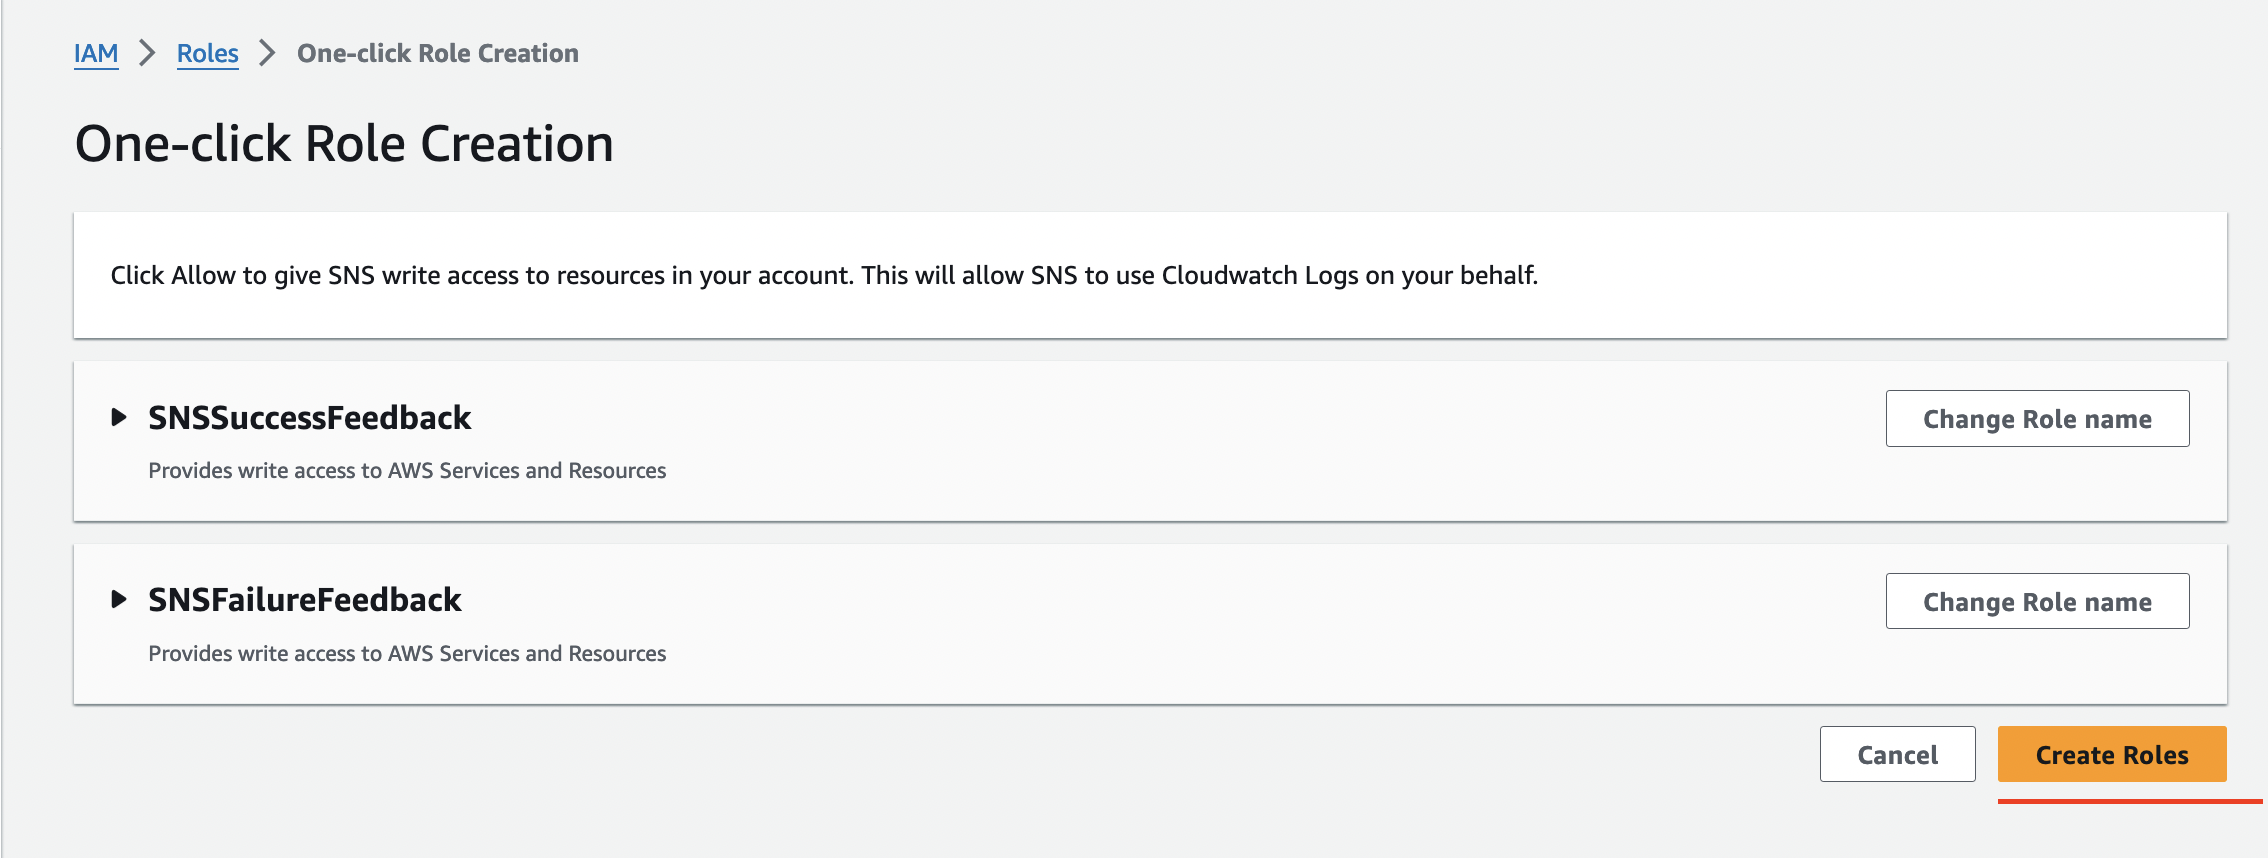 IAM > Roles > One-click Role Creation
One-click Role Creation
Click Allow to give SNS write access to resources in your account. This will allow SNS to use Cloudwatch Logs on your behalf.
SNSSuccessFeedback
Change Role name
Provides write access to AWS Services and Resources
SNSFailureFeedback
Change Role name
Provides write access to AWS Services and Resources
Cancel
Create Roles